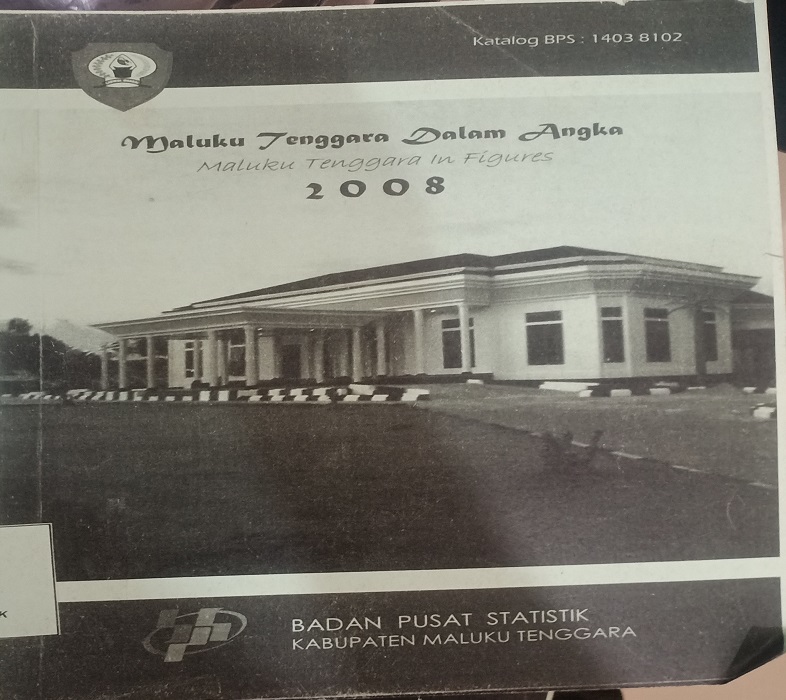 Katalog BPS : 1403 8102
Maluku Tenggara Dalam Angka
Maluku Tenggara In Figures
2008
BADAN PUSAT STATISTIK
KABUPATEN MALUKU TENGGARA
K